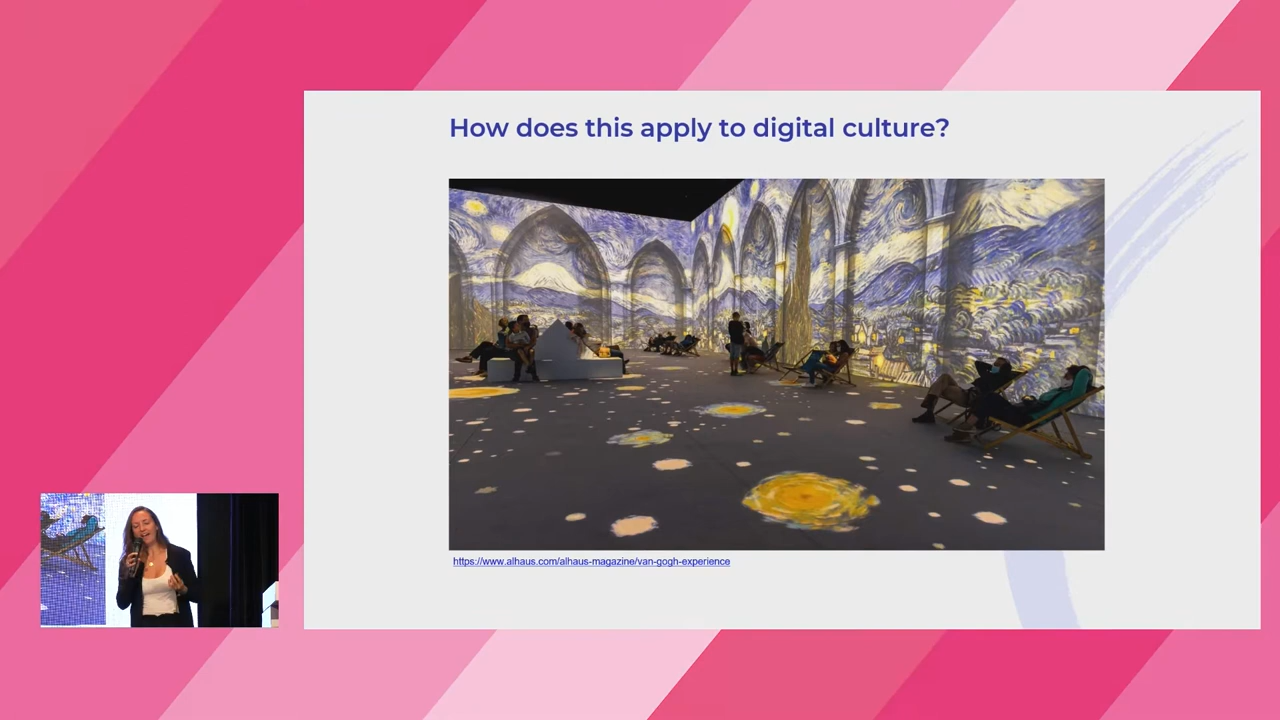 How does this apply to digital culture?
https://www.alhaus.com/alhaus-magazine/van-gogh-experience